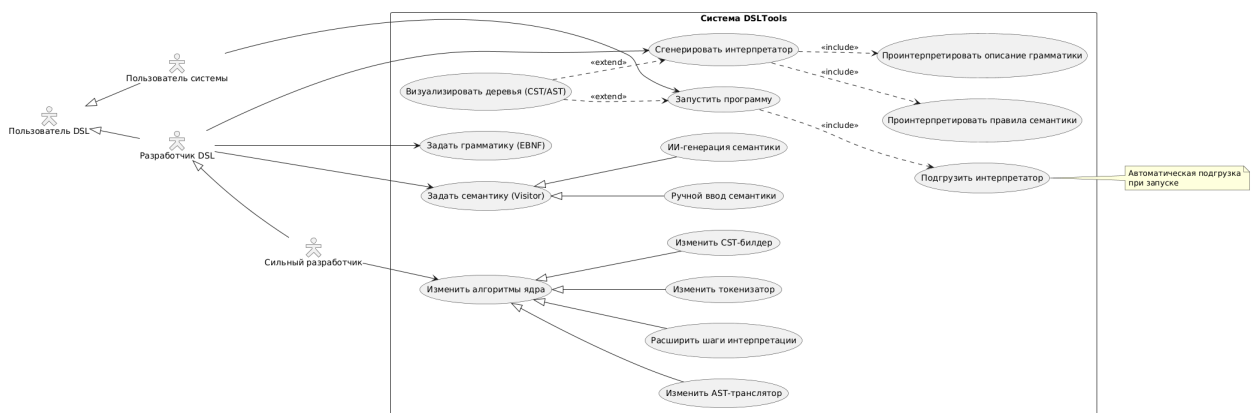 Система DSLTools
Пользователь системы
Сгенерировать интерпретатор
«include»
Проинтерпретировать описание грамматики
«extend»
«include»
Визуализировать деревья (CST/AST)
«extend»
Запустить программу
Пользователь DSL
Проинтерпретировать правила семантики
«include»
Разработчик DSL
Задать грамматику (EBNF)
ИИ-генерация семантики
Подгрузить интерпретатор
Автоматическая подгрузка
при запуске
Задать семантику (Visitor)
Ручной ввод семантики
Изменить CST-билдер
Сильный разработчик
Изменить алгоритмы ядра
Изменить токенизатор
Расширить шаги интерпретации
Изменить AST-транслятор